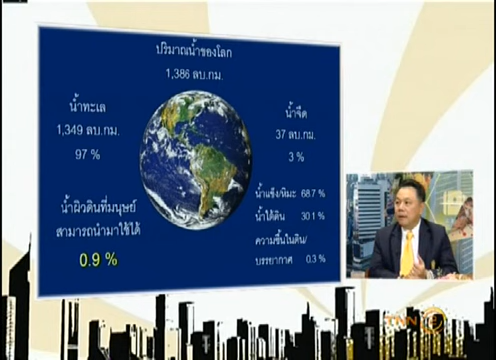 ปริมาณน้ำของโลก
1,386 ลบ.กม.
น้ำทะเล
1,349 ลบ.กม.
97 %
น้ำจืด
37 ลบ.กม.
3 %
น้ำผิวดินที่มนุษย์
สามารถนำมาใช้ได้
0.9 %
น้ำแข็ง/หิมะ 68.7 %
น้ำใต้ดิน 30.1 %
ความชื้นในดิน/
บรรยากาศ 0.3 %
TNN